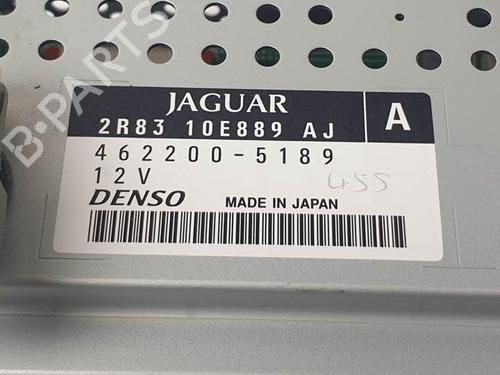 B-PARTS
JAGUAR
2R83 10E889 AJ
A
462200-5189
12V
455
DENSO
MADE IN JAPAN